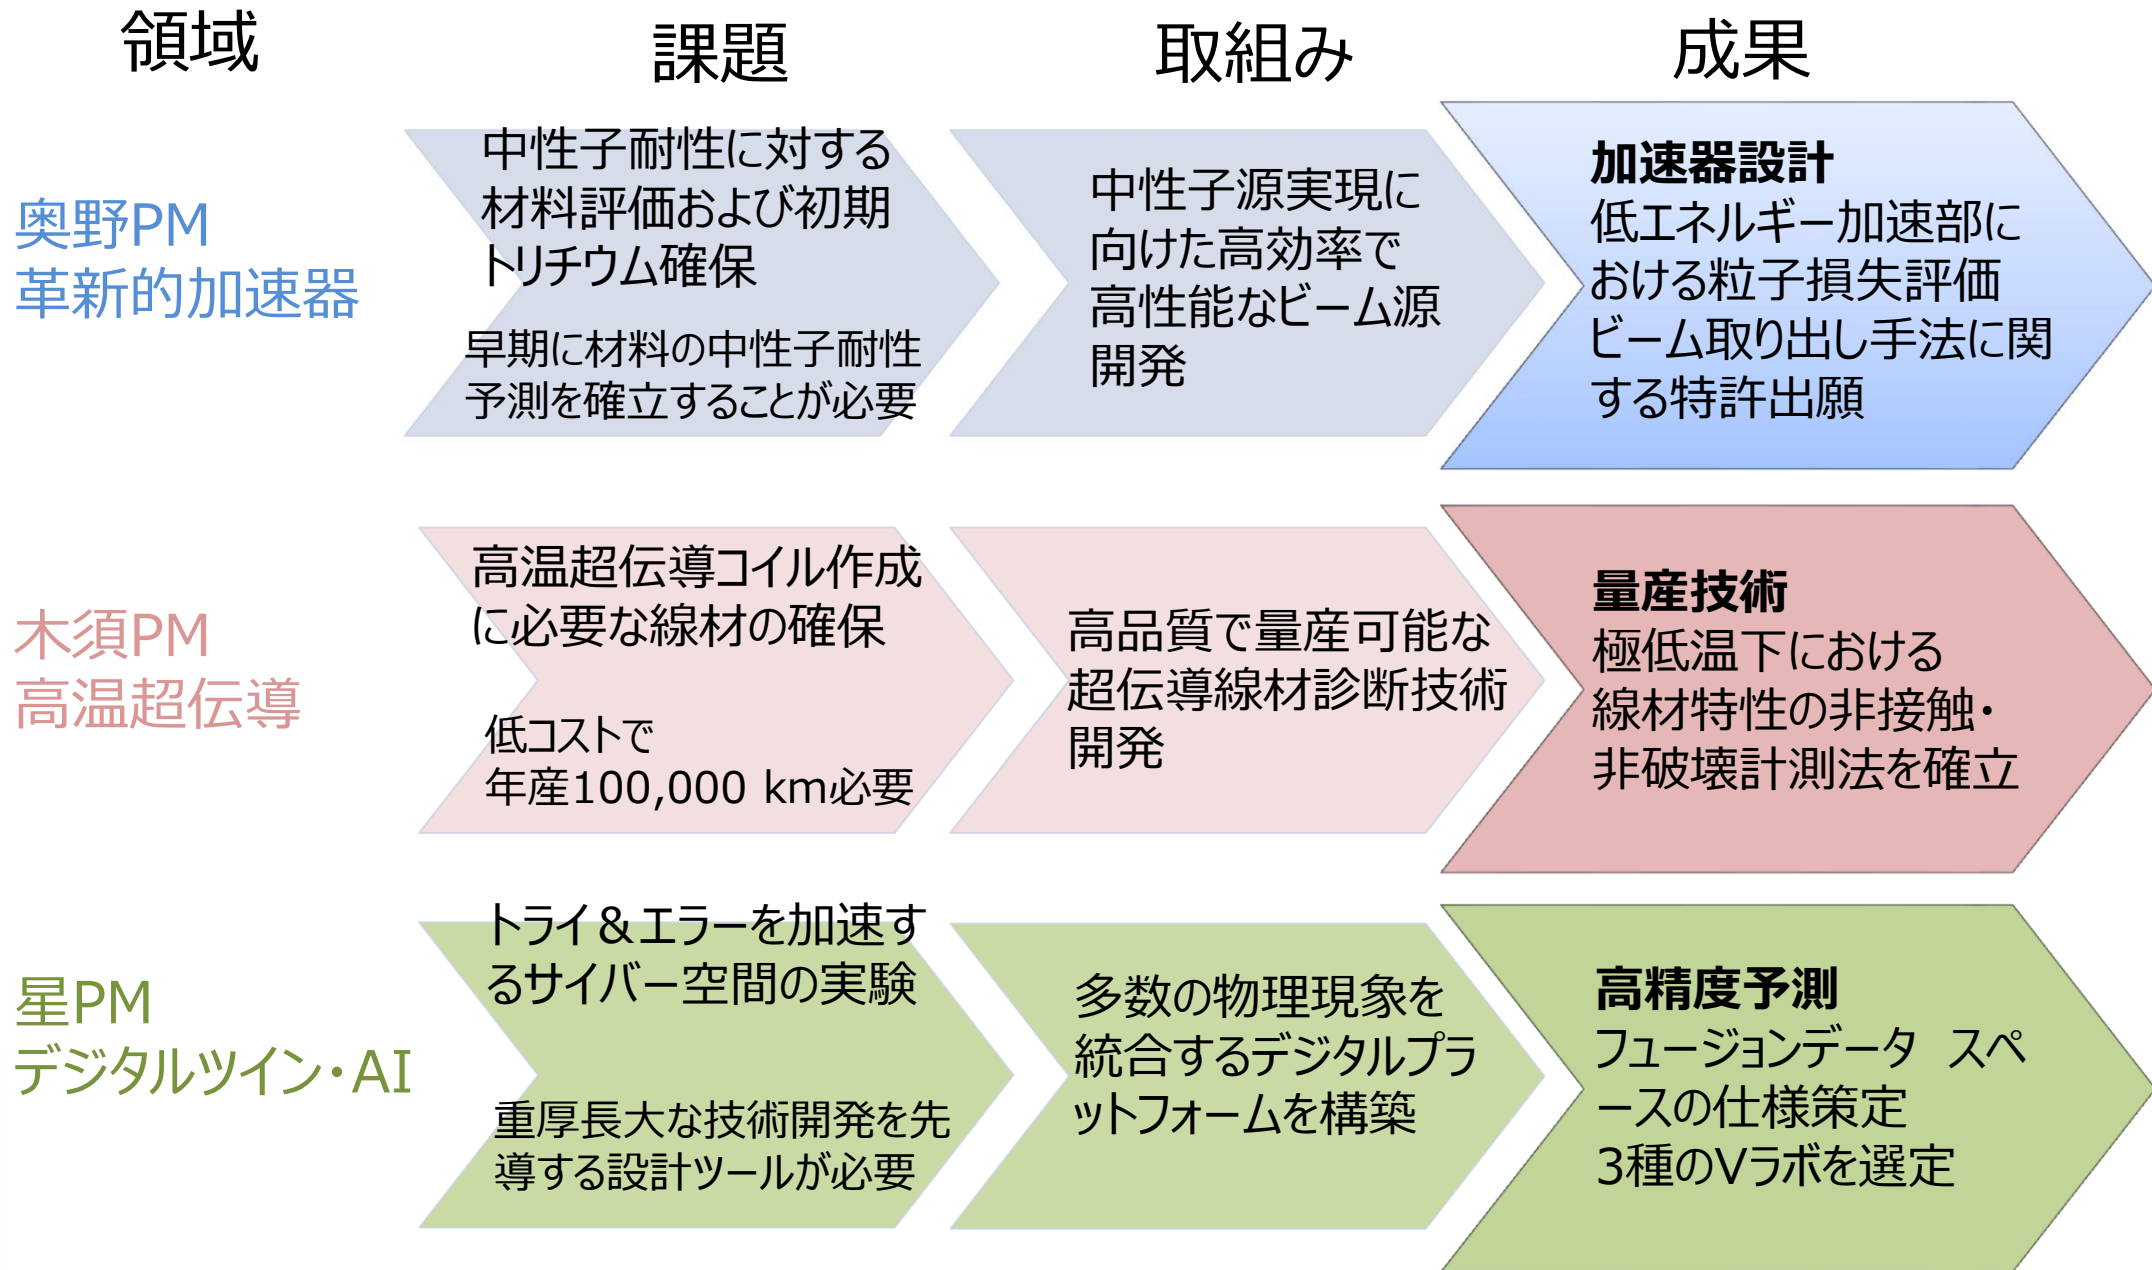 領域
課題
取組み
成果
奥野PM
革新的加速器
中性子耐性に対する
材料評価および初期
トリチウム確保
早期に材料の中性子耐性
予測を確立することが必要
中性子源実現に
向けた高効率で
高性能なビーム源
開発
加速器設計
低エネルギー加速部に
おける粒子損失評価
ビーム取り出し手法に関
する特許出願
木須PM
高温超伝導
高温超伝導コイル作成
に必要な線材の確保
低コストで
年産100,000 km必要
高品質で量産可能な
超伝導線材診断技術
開発
量産技術
極低温下における
線材特性の非接触・
非破壊計測法を確立
星PM
デジタルツイン・AI
トライ＆エラーを加速す
るサイバー空間の実験
重厚長大な技術開発を先
導する設計ツールが必要
多数の物理現象を
統合するデジタルプラ
ットフォームを構築
高精度予測
フュージョンデータ　スペ
ースの仕様策定
3種のVラボを選定